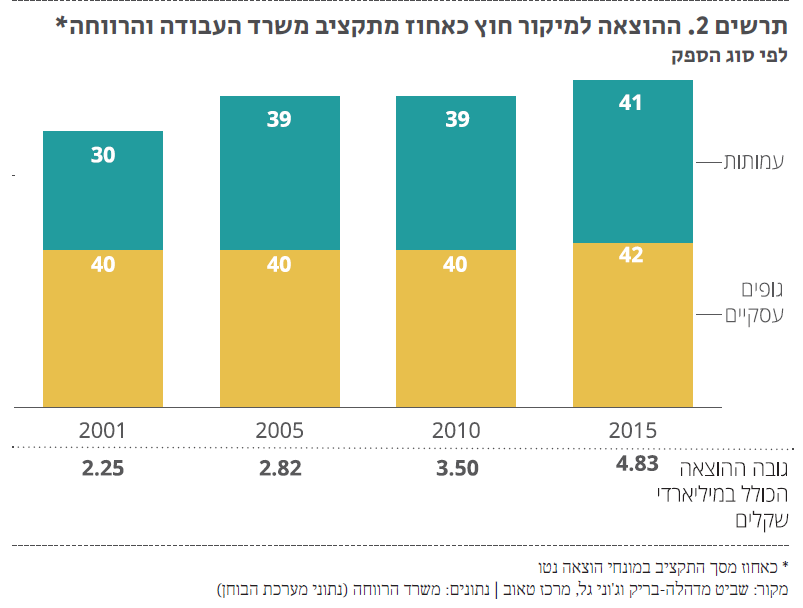 תרשים 2. ההוצאה למיקור חוץ כאחוז מתקציב משרד העבודה והרווחה*
לפי סוג הספק
30
39
39
41
עמותות
40
40
40
42
גופים
עסקיים
2001
2005
2010
2015
2.25
2.82
3.50
4.83
גובה ההוצאה
הכולל במיליארדי
שקלים
* כאחוז מסך התקציב במונחי הוצאה נטו
מקור: שביט מדהלה-בריק וג'וני גל, מרכז טאוב | נתונים: משרד הרווחה (נתוני מערכת הבוחן)